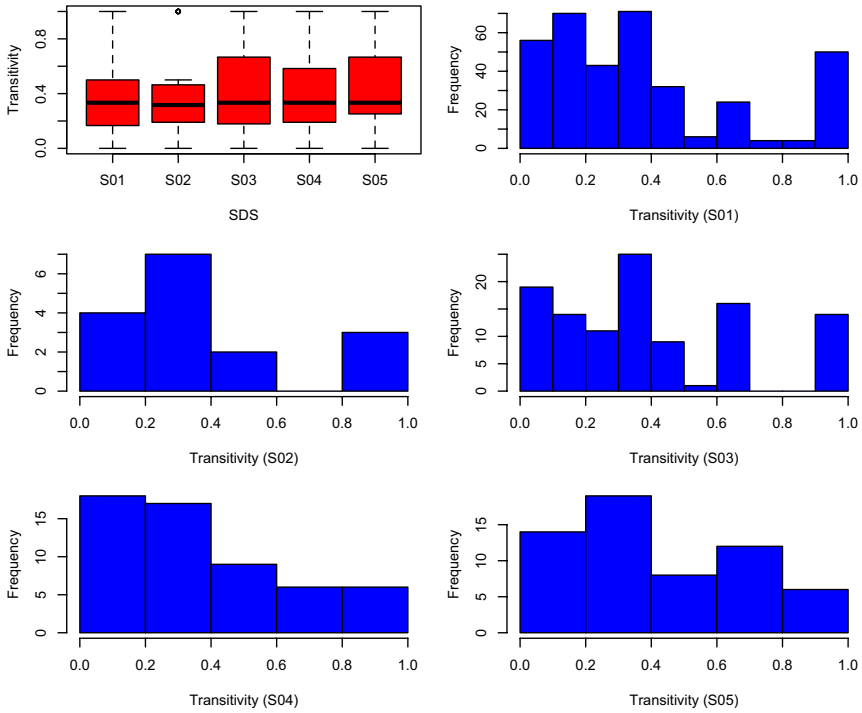 Transitivity
0.0 0.4 0.8
S01 S02 S03 S04 S05
SDS
Frequency
0 20 40 60
0.0 0.2 0.4 0.6 0.8 1.0
Transitivity (S01)
Frequency
0 2 4 6
0.0 0.2 0.4 0.6 0.8 1.0
Transitivity (S02)
Frequency
0 5 10 20
0.0 0.2 0.4 0.6 0.8 1.0
Transitivity (S03)
Frequency
0 5 10 15
0.0 0.2 0.4 0.6 0.8 1.0
Transitivity (S04)
Frequency
0 5 10 15
0.0 0.2 0.4 0.6 0.8 1.0
Transitivity (S05)